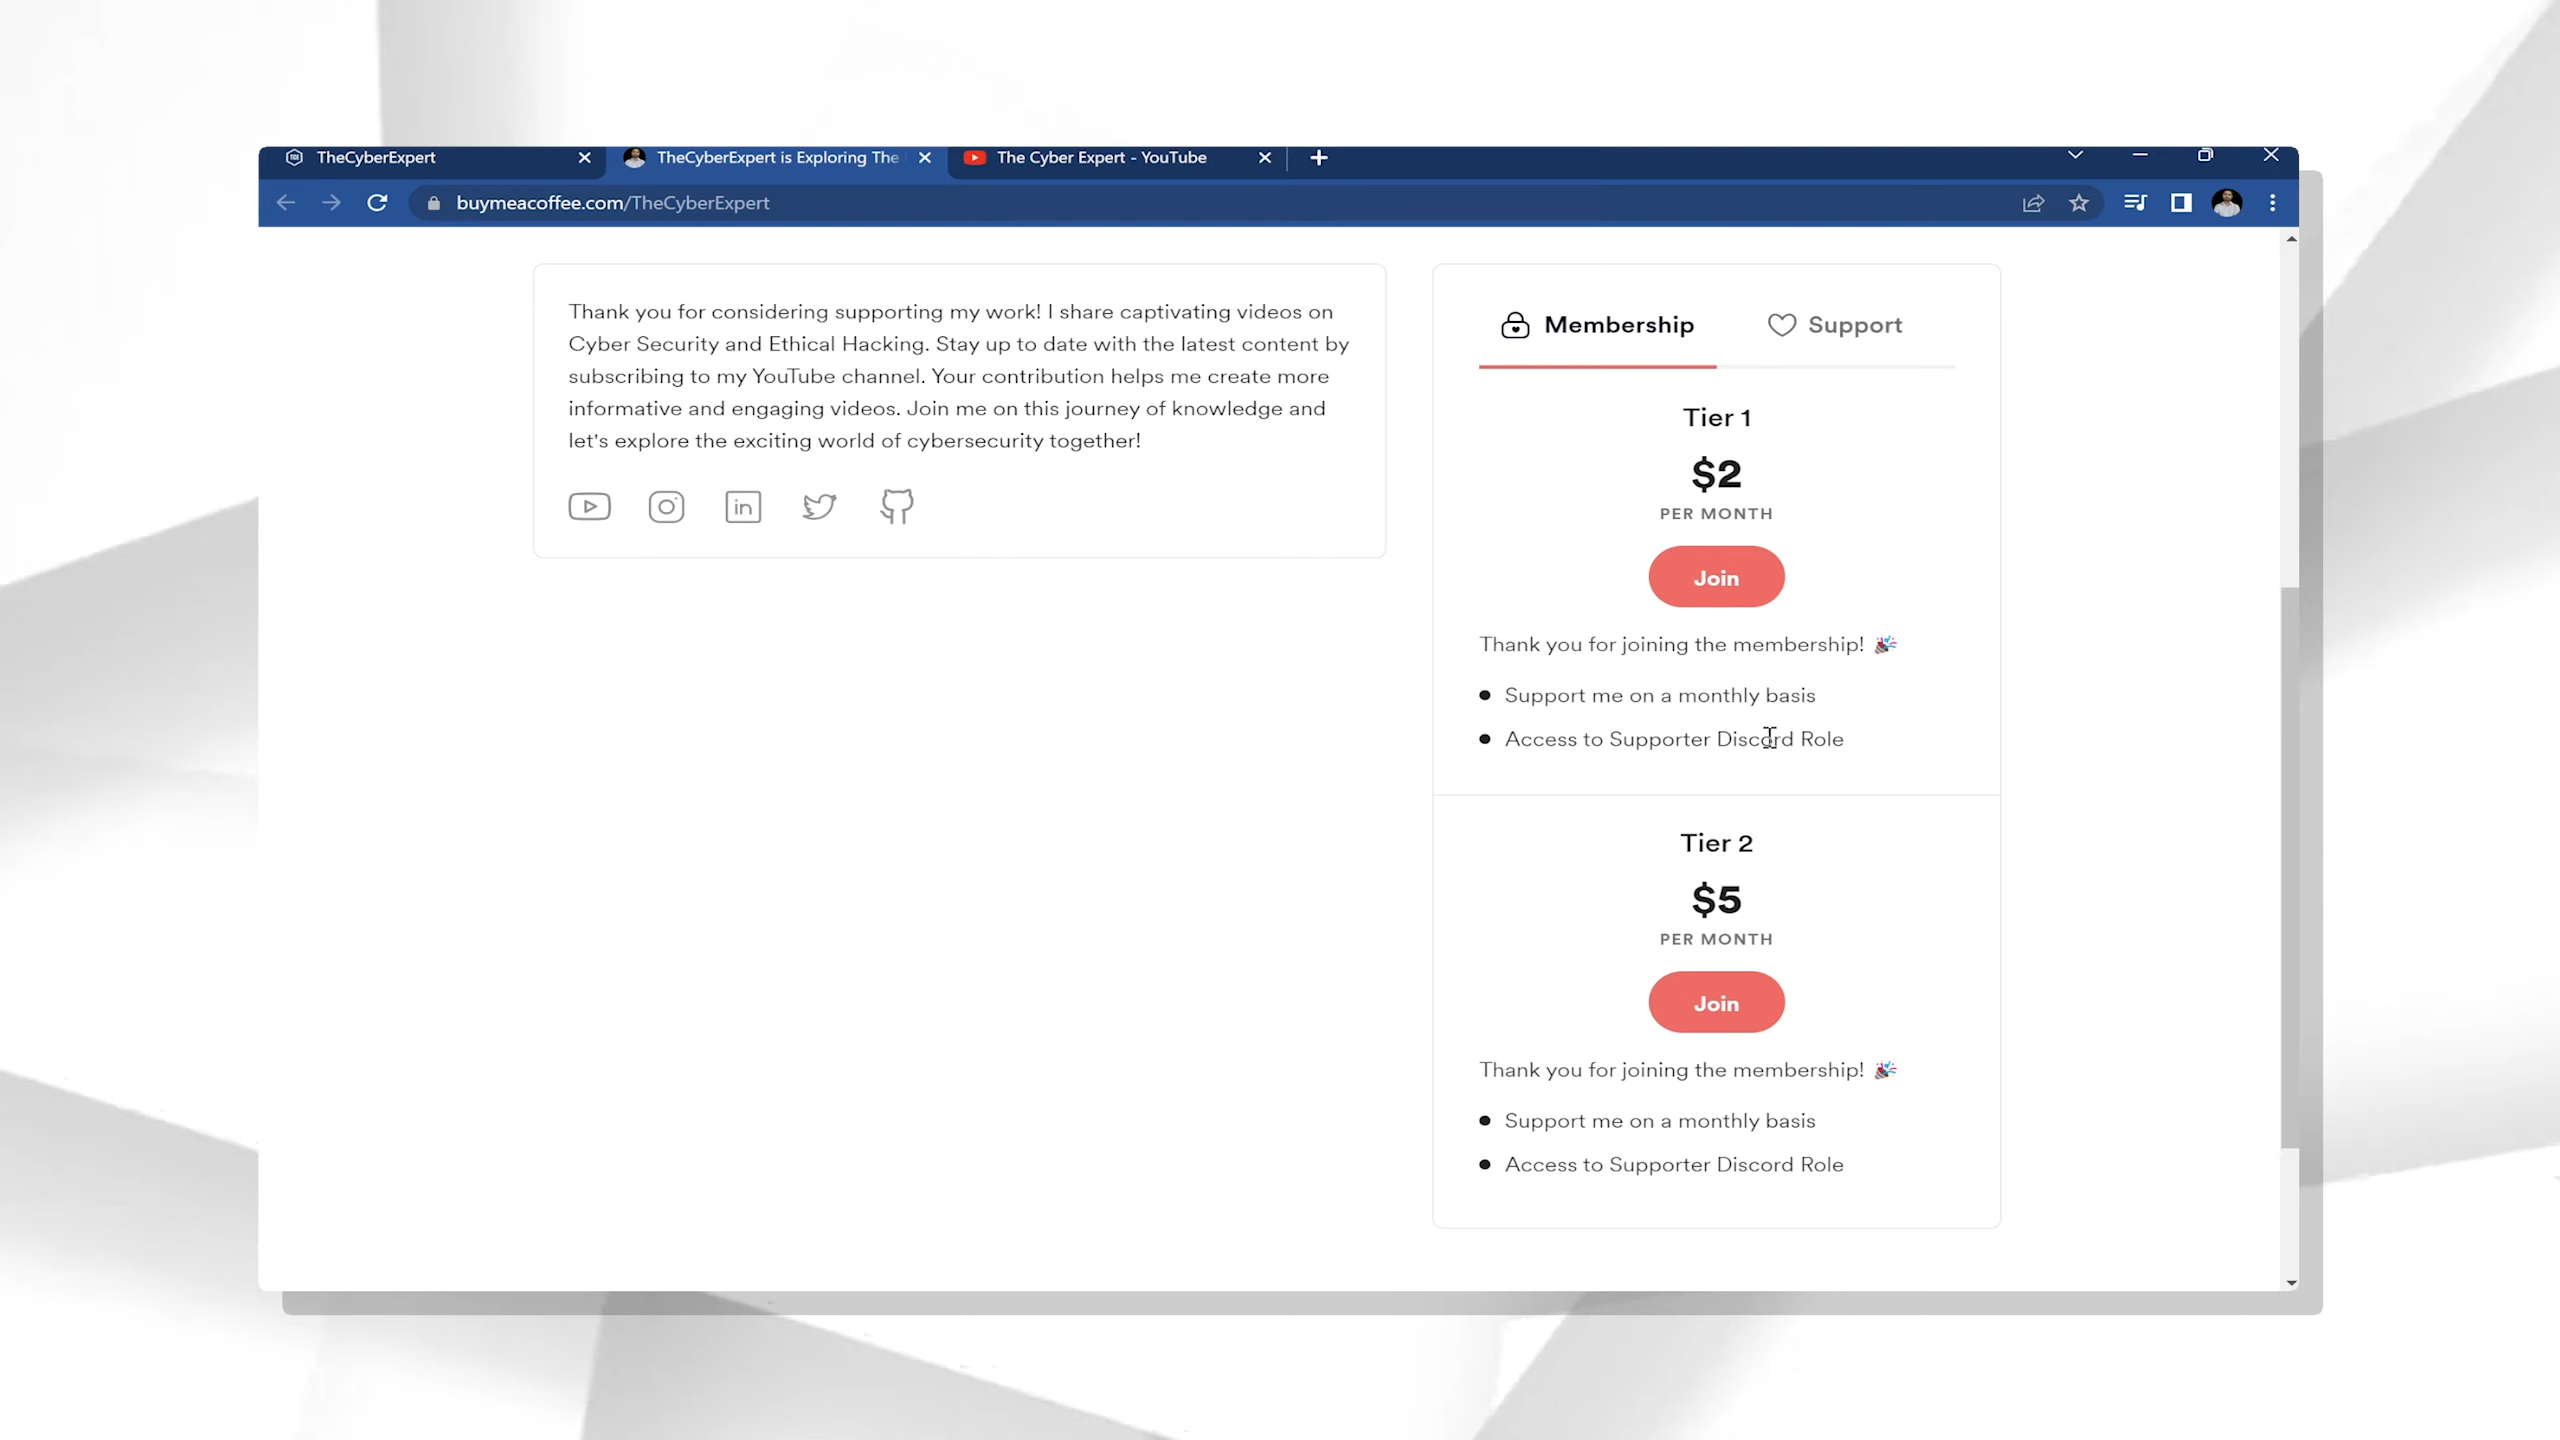 TheCyberExpert
TheCyberExpert is Exploring The
The Cyber Expert - YouTube
buymeacoffee.com/TheCyberExpert
Thank you for considering supporting my work! I share captivating videos on
Cyber Security and Ethical Hacking. Stay up to date with the latest content by
subscribing to my YouTube channel. Your contribution helps me create more
informative and engaging videos. Join me on this journey of knowledge and
let's explore the exciting world of cybersecurity together!
in
Membership
Support
Tier 1
$2
PER MONTH
Join
Thank you for joining the membership! 🎉
Support me on a monthly basis
Access to Supporter Discord Role
Tier 2
$5
PER MONTH
Join
Thank you for joining the membership! 🎉
Support me on a monthly basis
Access to Supporter Discord Role